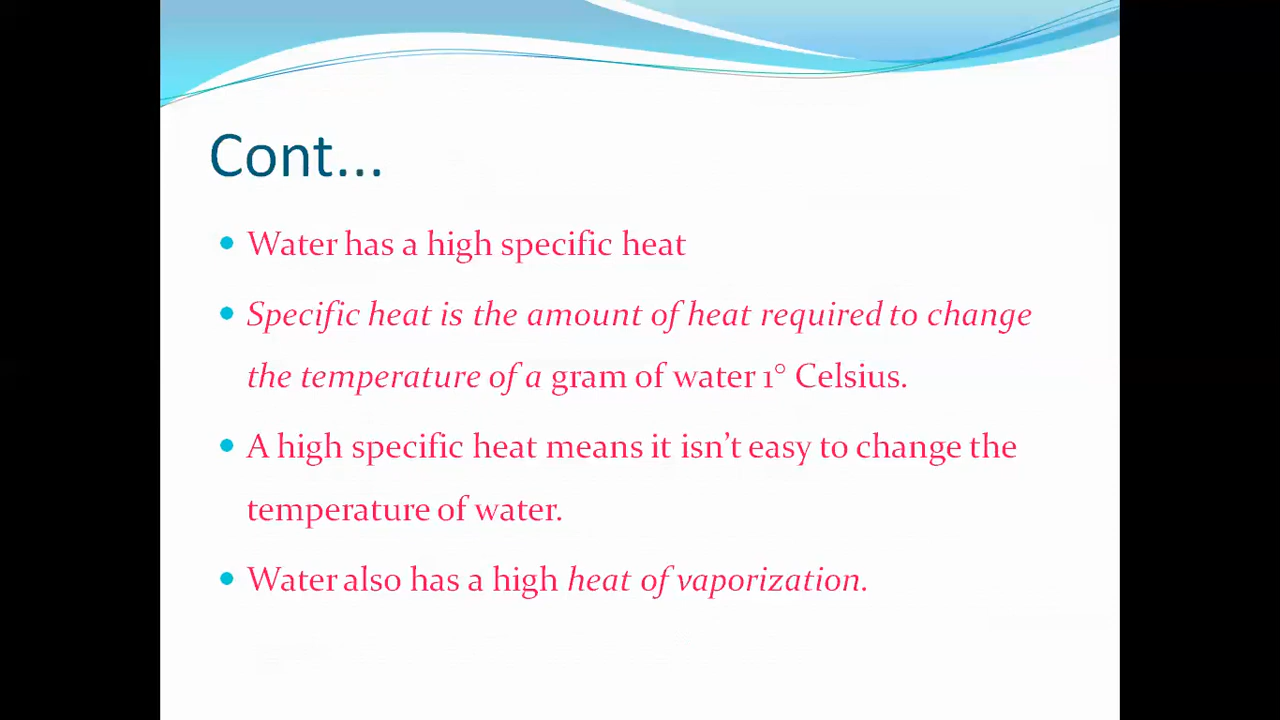 Cont...
• Water has a high specific heat
• Specific heat is the amount of heat required to change
the temperature of a gram of water 1° Celsius.
• A high specific heat means it isn’t easy to change the
temperature of water.
• Water also has a high heat of vaporization.